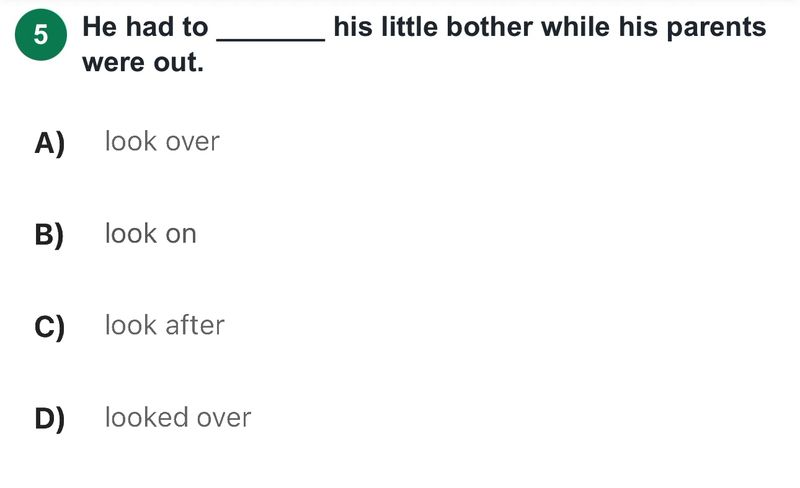 5 He had to _______ his little bother while his parents
were out.
A) look over
B) look on
C) look after
D) looked over